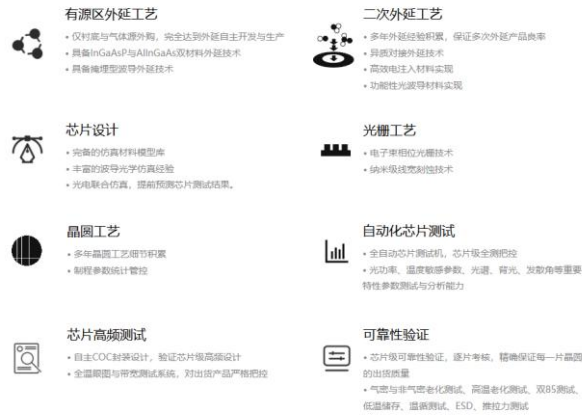 有源区外延工艺
• 仅衬底与气体源外购，完全达到外延自主开发与生产
• 具备InGaAsP与AlInGaAs双材料外延技术
• 具备掩埋型波导外延技术
二次外延工艺
• 多年外延经验积累，保证多次外延产品良率
• 异质对接外延技术
• 高效电注入材料实现
• 功能性光波导材料实现
芯片设计
• 完备的仿真材料模型库
• 丰富的波导光学仿真经验
• 光电联合仿真，提前预测芯片测试结果。
光栅工艺
• 电子束相位光栅技术
• 纳米级线宽刻蚀技术
晶圆工艺
• 多年晶圆工艺细节积累
• 制程参数统计管控
自动化芯片测试
• 全自动芯片测试机，芯片级全测把控
• 光功率、温度敏感参数、光谱、背光、发散角等重要
特性参数测试与分析能力
芯片高频测试
• 自主COC封装设计，验证芯片级高频设计
• 全温眼图与带宽测试系统，对出货产品严格把控
可靠性验证
• 芯片级可靠性验证，逐片考核，精确保证每一片晶圆
的出货质量
• 气密与非气密老化测试、高温老化测试、双85测试、
低温储存、温循测试、ESD、推拉力测试